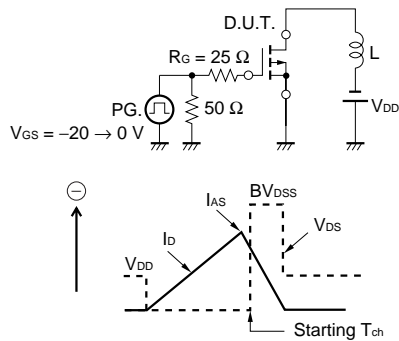 D.U.T.
RG = 25 Ω
L
PG.
50 Ω
VDD
VGS = −20 → 0 V
−
IAS
BVDSS
ID
VDS
VDD
Starting Tch